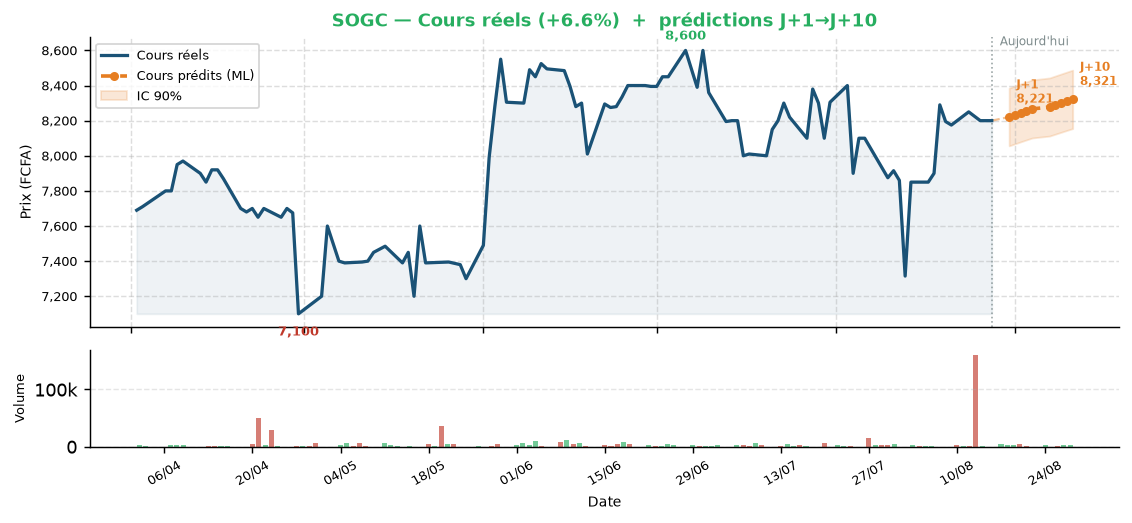 SOGC — Cours réels (+6.6%) + prédictions J+1→J+10
8,600
Aujourd'hui
Cours réels
Cours prédits (ML)
IC 90%
J+1
8,221
J+10
8,321
7,100
Prix (FCFA)
8,600
8,400
8,200
8,000
7,800
7,600
7,400
7,200
Volume
100k
0
06/04
20/04
04/05
18/05
01/06
15/06
29/06
13/07
27/07
10/08
24/08
Date